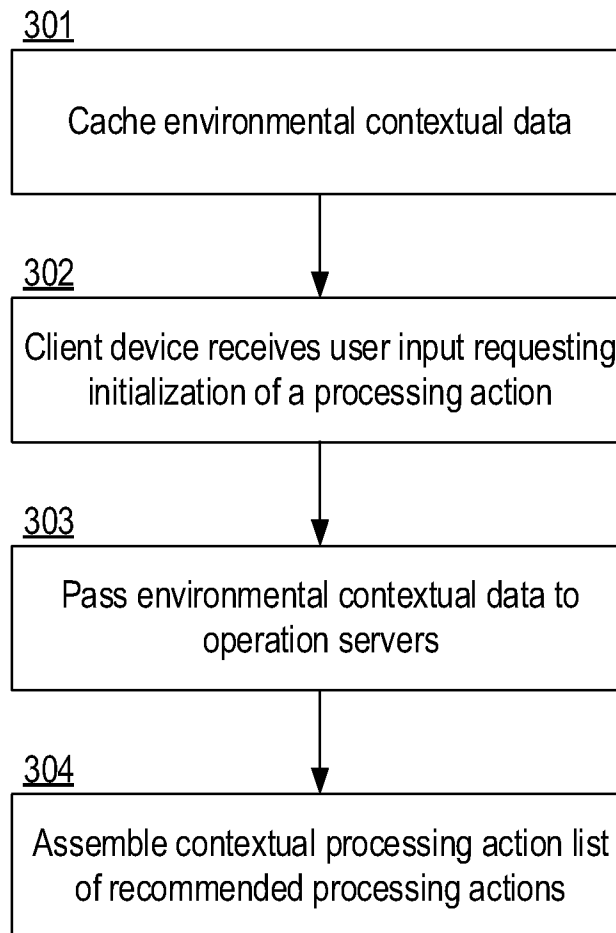 301
Cache environmental contextual data
302
Client device receives user input requesting
initialization of a processing action
303
Pass environmental contextual data to
operation servers
304
Assemble contextual processing action list
of recommended processing actions